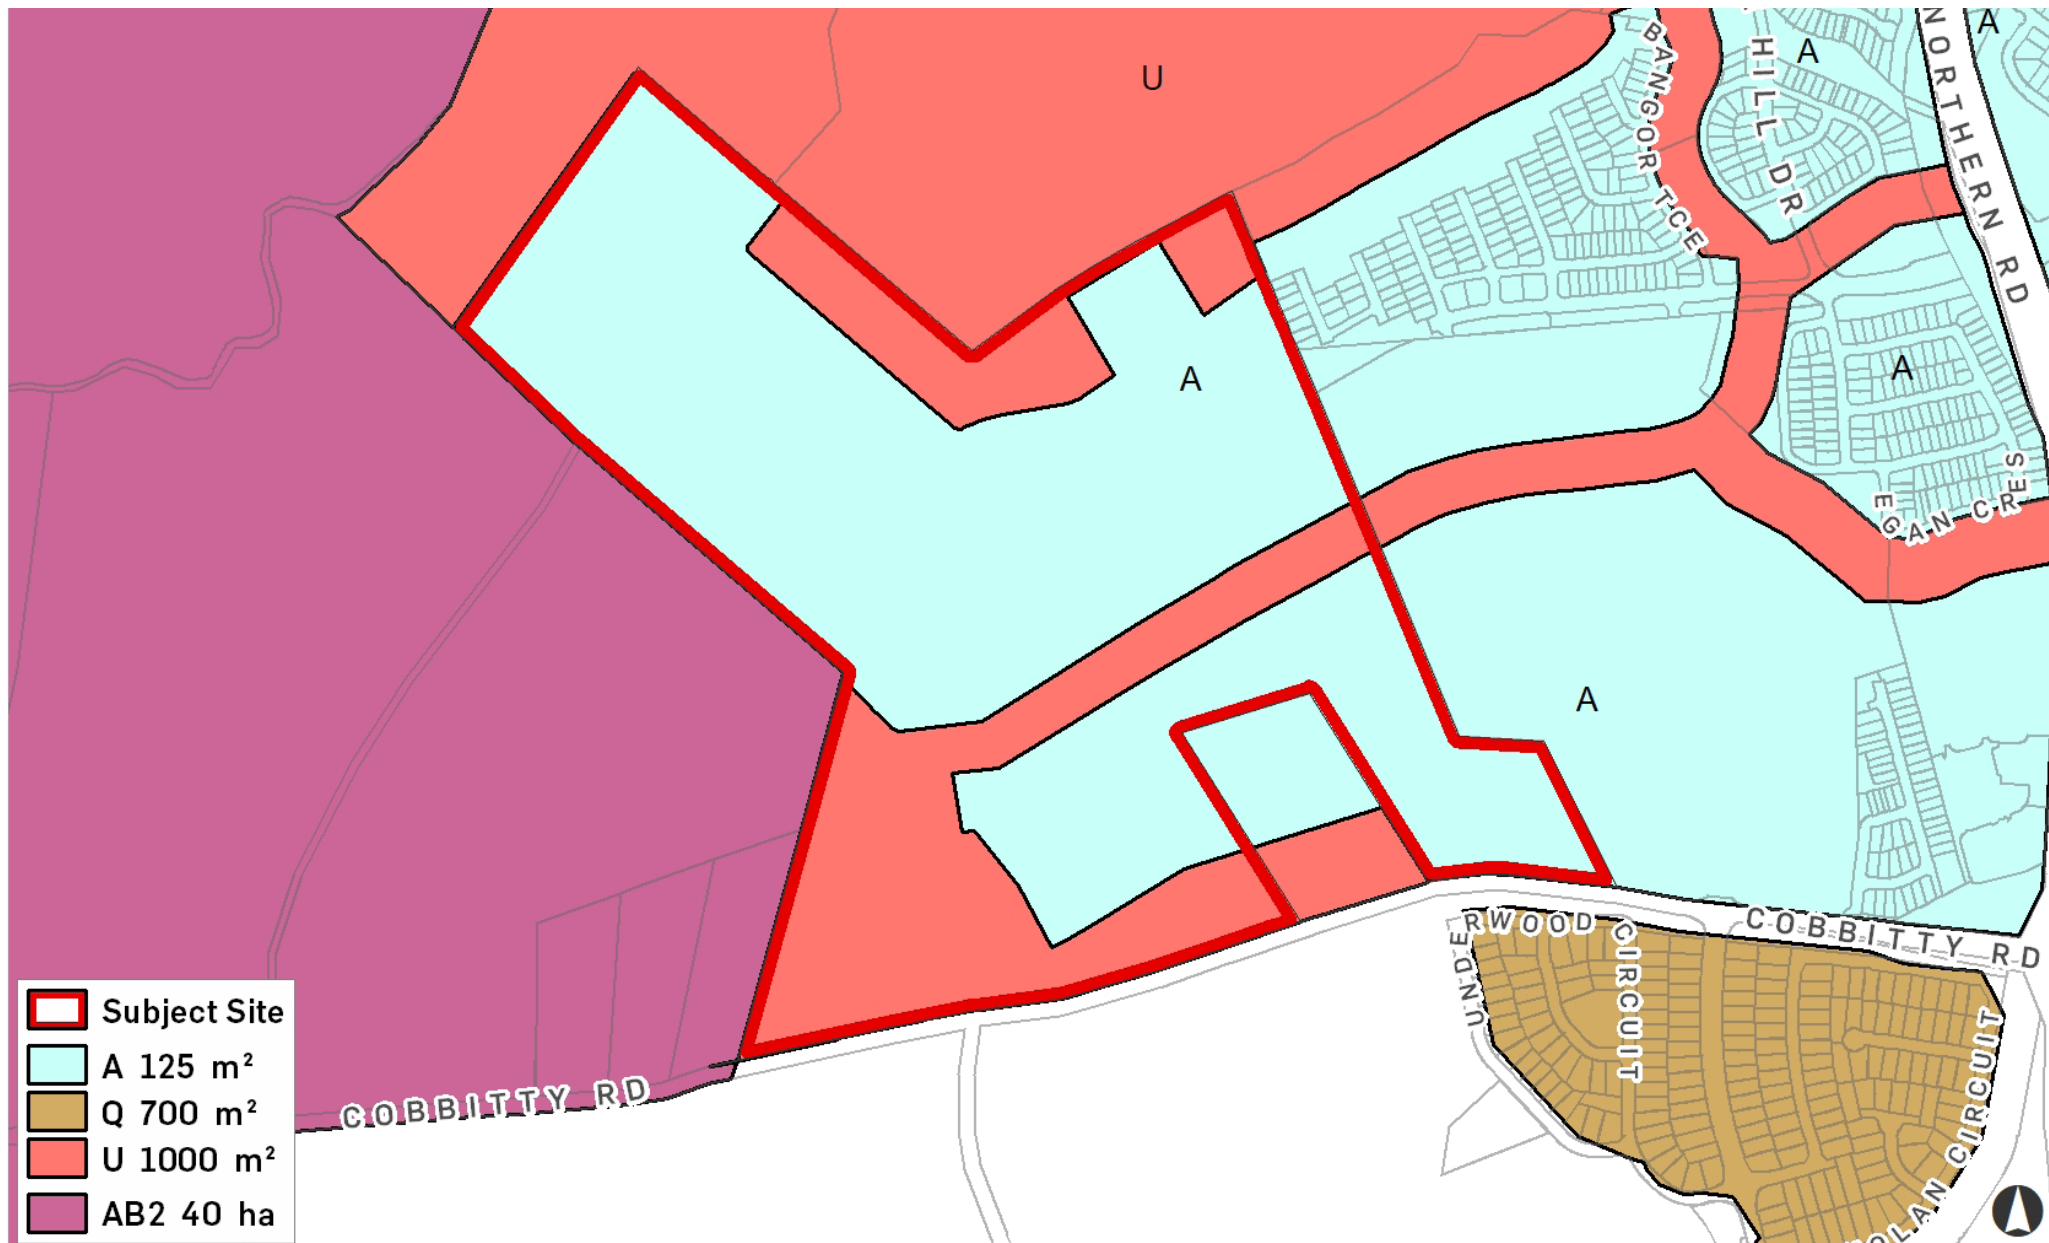 U
A
A
BANGOR TCE
HILL DR
NORTHERN RD
A
A
EGAN CRES
A
COBBITTY RD
UNDERWOOD CIRCUIT
CIRCUIT
COBBITTY RD
Subject Site
A 125 m²
Q 700 m²
U 1000 m²
AB2 40 ha